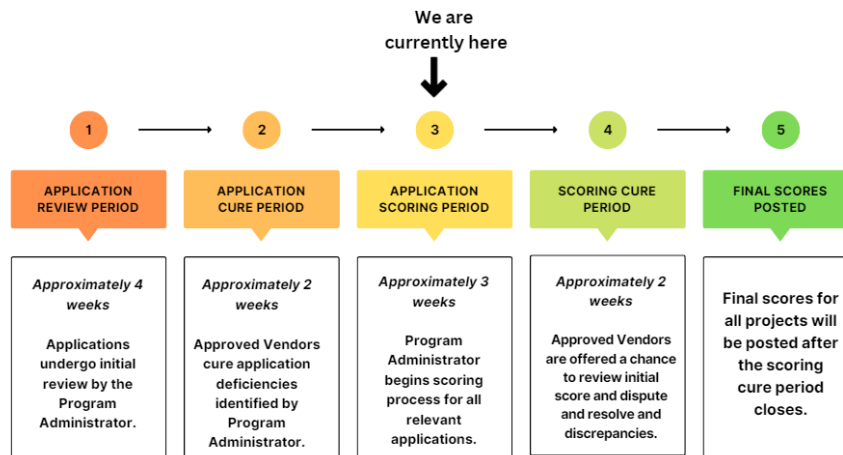 We are
currently here
1
2
3
4
5
APPLICATION
REVIEW PERIOD
APPLICATION
CURE PERIOD
APPLICATION
SCORING PERIOD
SCORING CURE
PERIOD
FINAL SCORES
POSTED
Approximately 4
weeks
Applications
undergo initial
review by the
Program
Administrator.
Approximately 2
weeks
Approved Vendors
cure application
deficiencies
identified by
Program
Administrator.
Approximately 3
weeks
Program
Administrator
begins scoring
process for all
relevant
applications.
Approximately 2
weeks
Approved Vendors
are offered a chance
to review initial
score and dispute
and resolve and
discrepancies.
Final scores for
all projects will
be posted after
the scoring
cure period
closes.